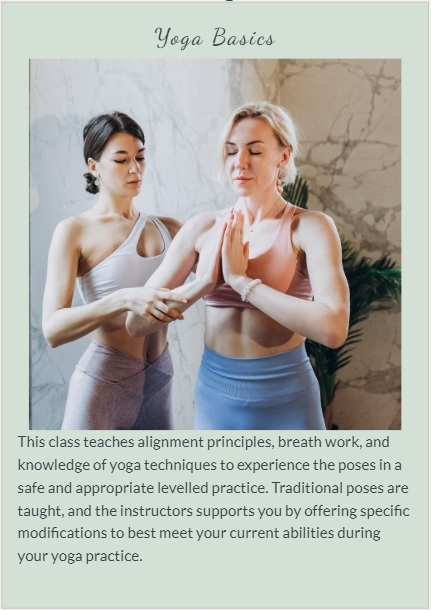 Yoga Basics
This class teaches alignment principles, breath work, and
knowledge of yoga techniques to experience the poses in a
safe and appropriate levelled practice. Traditional poses are
taught, and the instructors supports you by offering specific
modifications to best meet your current abilities during
your yoga practice.